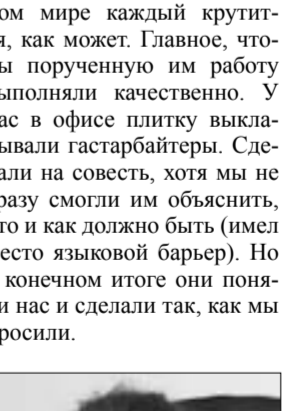 ом мире каждый крутит-
я, как может. Главное, что-
ы порученную им работу
ыполняли качественно. У
ас в офисе плитку выкла-
ывали гастарбайтеры. Сде-
али на совесть, хотя мы не
разу смогли им объяснить,
то и как должно быть (имел
есто языковой барьер). Но
конечном итоге они поня-
и нас и сделали так, как мы
росили.